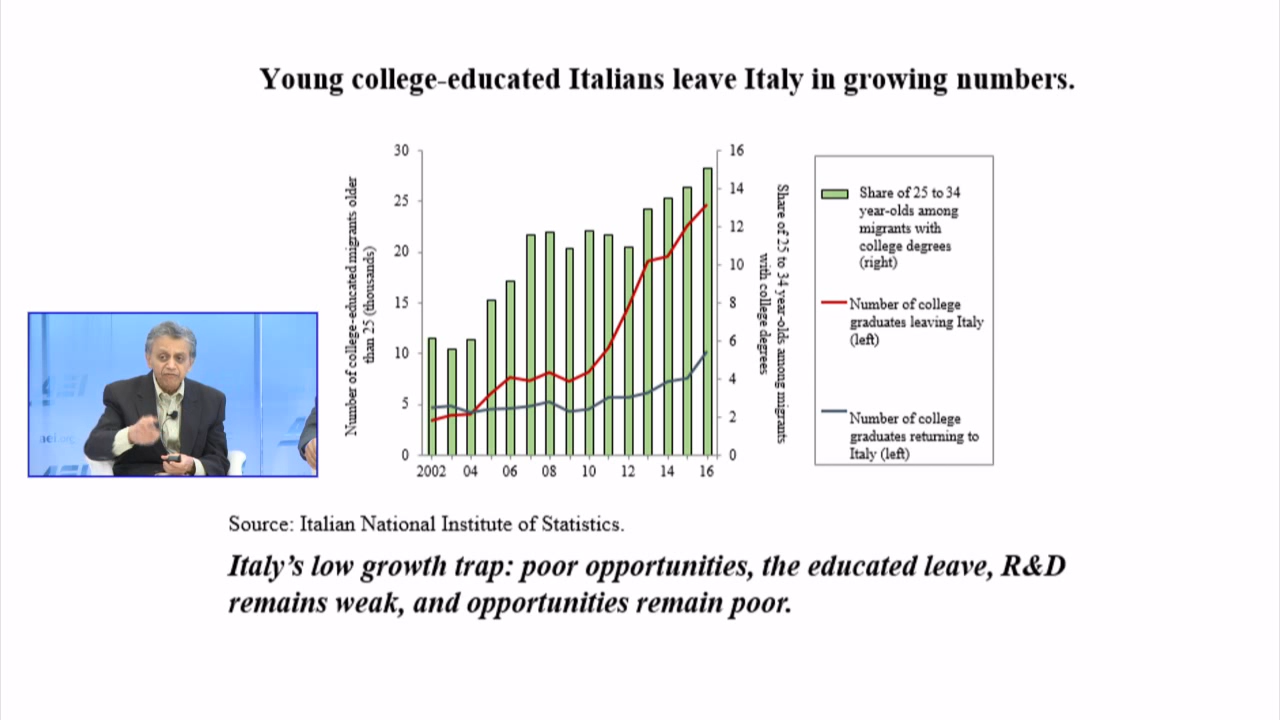 Young college-educated Italians leave Italy in growing numbers.
Number of college-educated migrants older
than 25 (thousands)
30
25
20
15
10
5
0
2002 04 06 08 10 12 14 16
16
14
12
10
8
6
4
2
0
Share of 25 to 34 year-olds among migrants
with college degrees
Share of 25 to 34
year-olds among
migrants with
college degrees
(right)
Number of college
graduates leaving Italy
(left)
Number of college
graduates returning to
Italy (left)
aei.org
Source: Italian National Institute of Statistics.
Italy’s low growth trap: poor opportunities, the educated leave, R&D
remains weak, and opportunities remain poor.